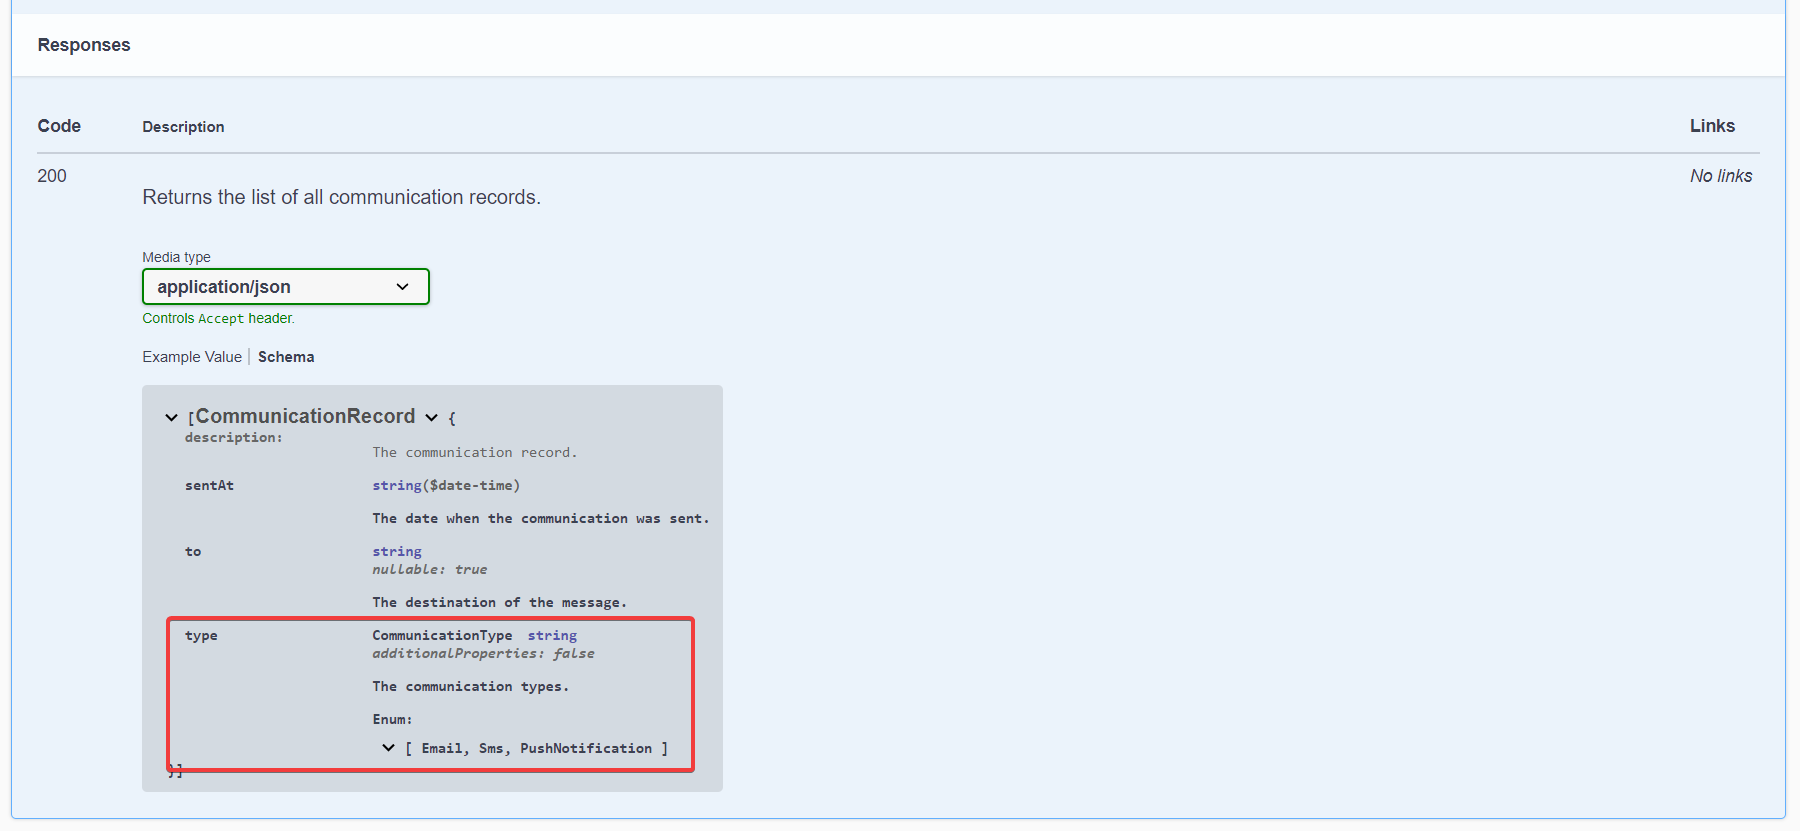 Responses
Code Description Links
200 No links
Returns the list of all communication records.
Media type
application/json
Controls Accept header.
Example Value Schema
[CommunicationRecord {
description:
The communication record.
sentAt string($date-time)
The date when the communication was sent.
to string
nullable: true
The destination of the message.
type CommunicationType string
additionalProperties: false
The communication types.
Enum:
[ Email, Sms, PushNotification ]
}]